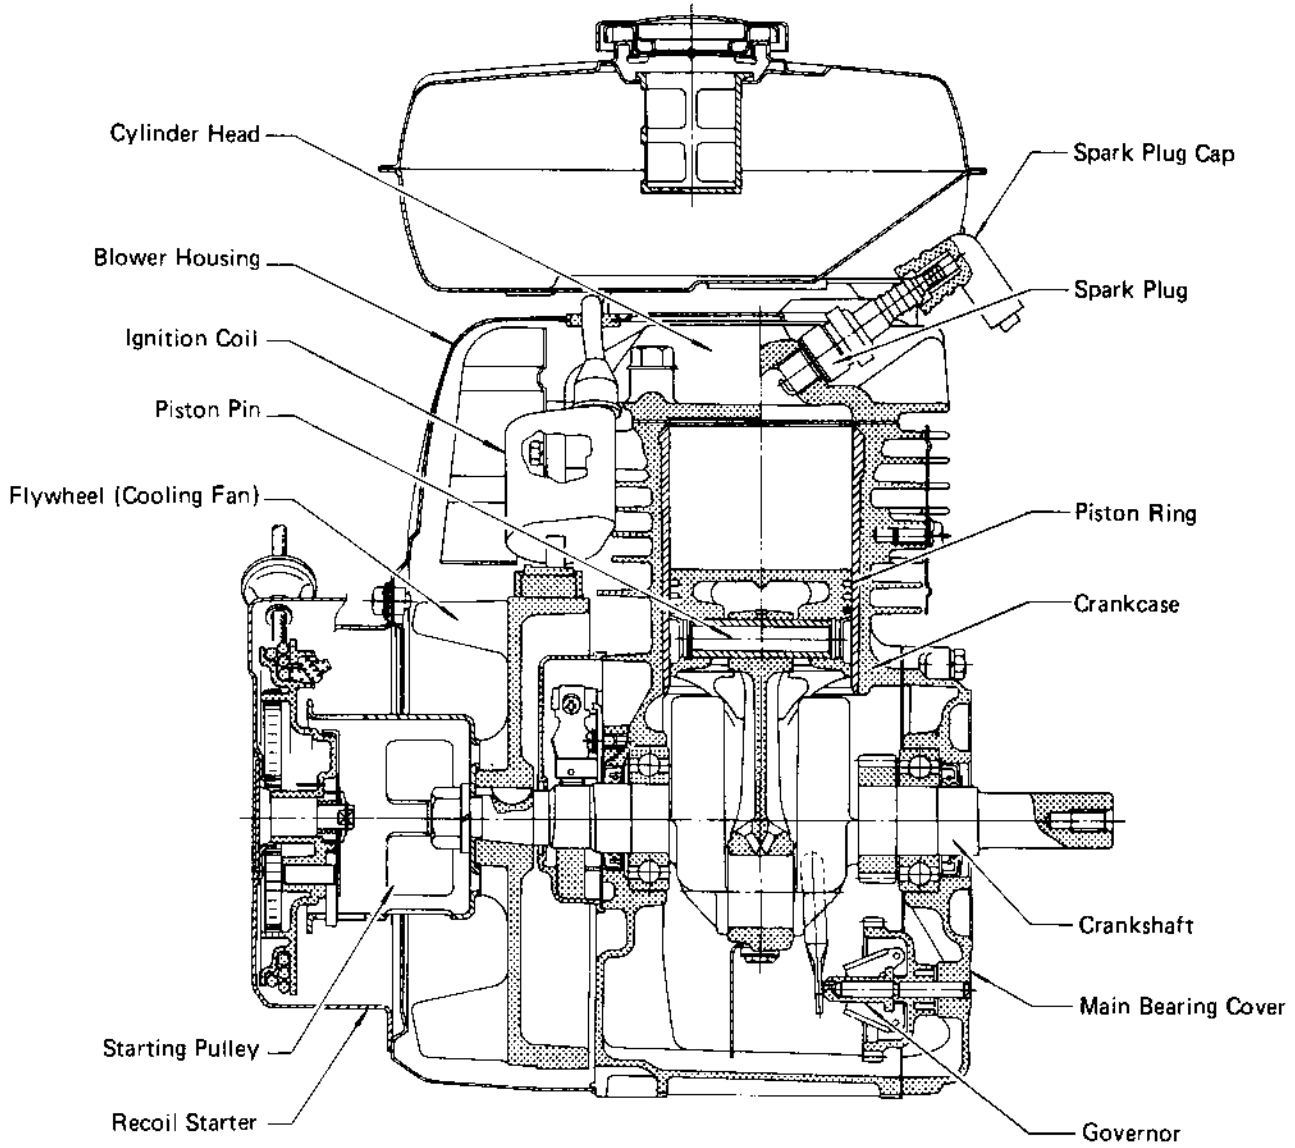 Cylinder Head
Blower Housing
Ignition Coil
Piston Pin
Flywheel (Cooling Fan)
Starting Pulley
Recoil Starter
Spark Plug Cap
Spark Plug
Piston Ring
Crankcase
Crankshaft
Main Bearing Cover
Governor